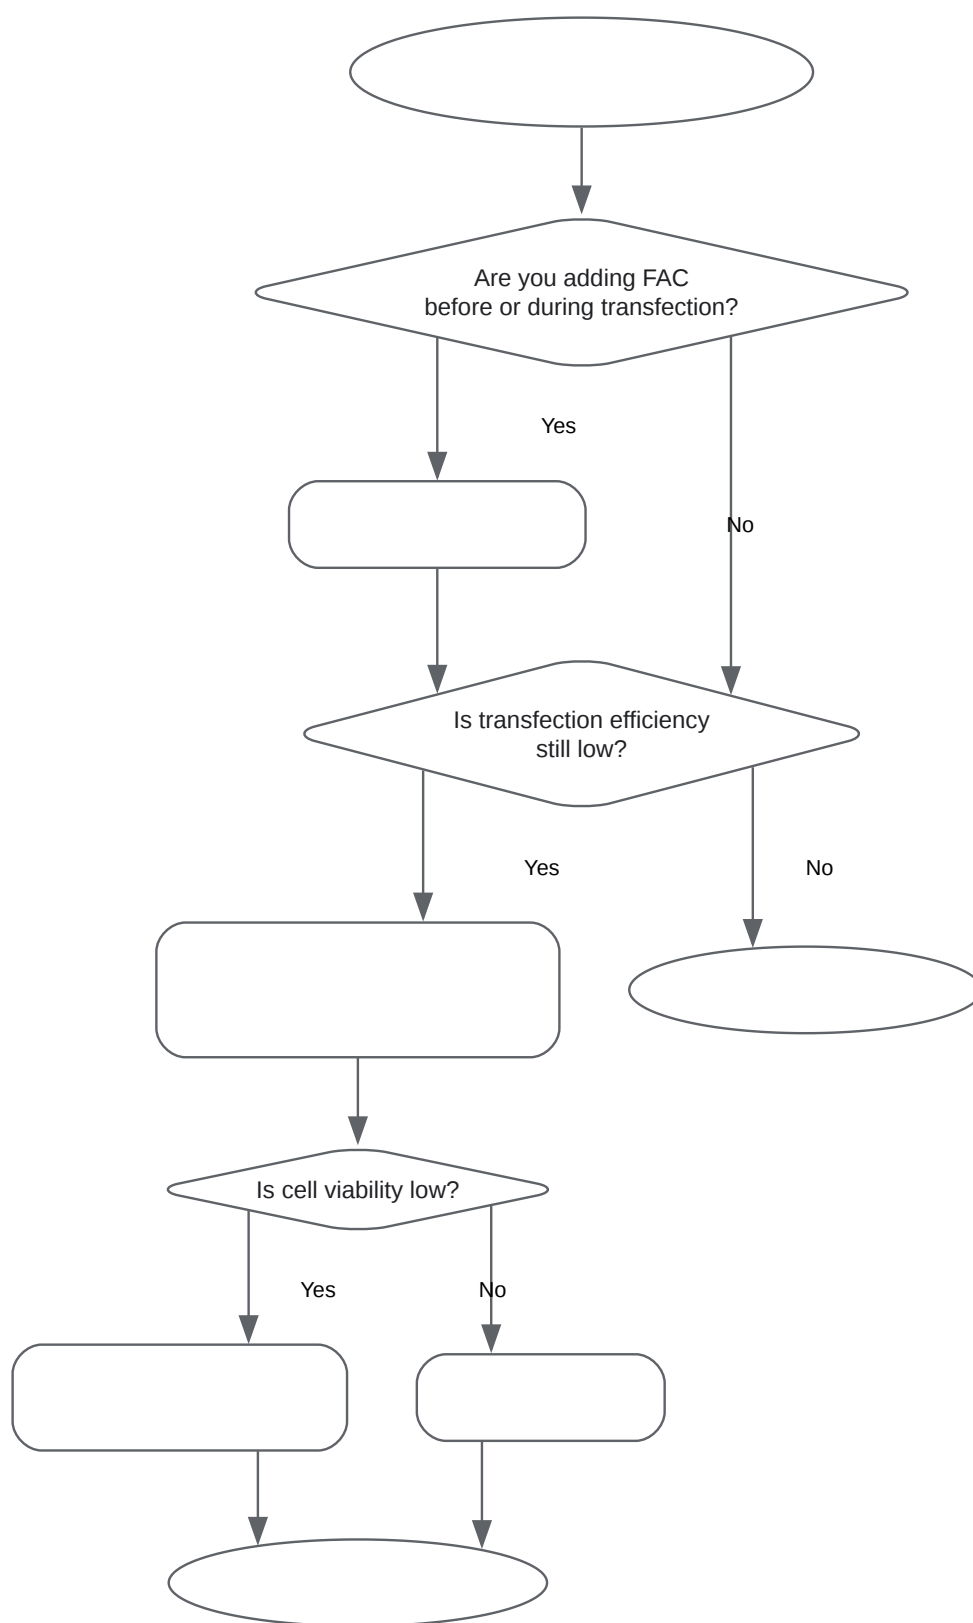 Are you adding FAC
before or during transfection?
Yes
No
Is transfection efficiency
still low?
Yes
No
Is cell viability low?
Yes
No